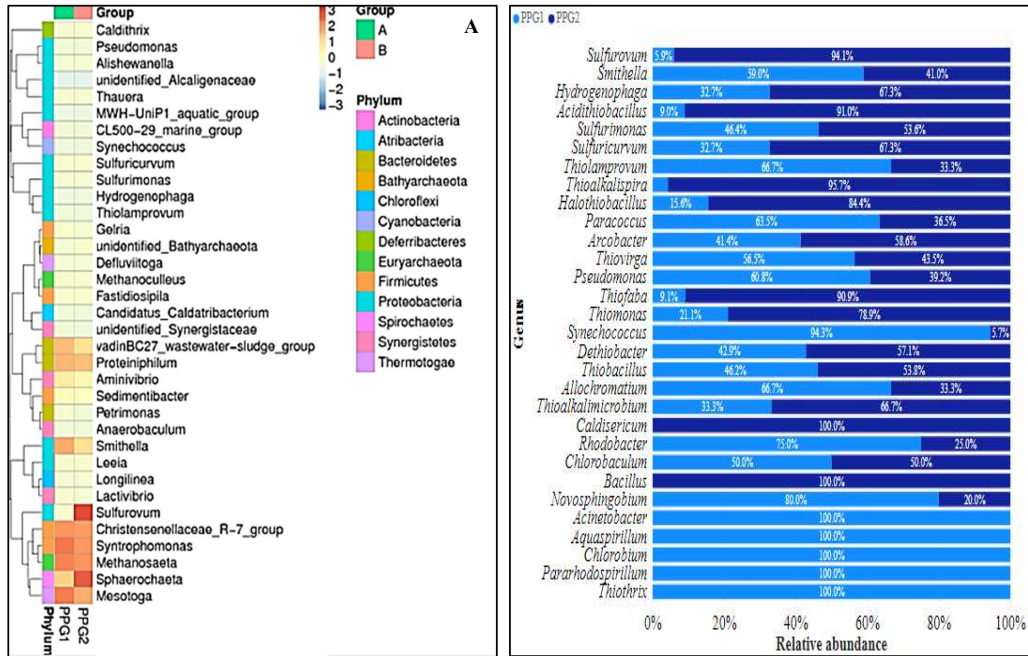 Group
A
3
2
1
0
−1
−2
−3
Group
A
B
Phylum
Actinobacteria
Atribacteria
Bacteroidetes
Bathyarchaeota
Chloroflexi
Cyanobacteria
Deferribacteres
Euryarchaeota
Firmicutes
Proteobacteria
Spirochaetes
Synergistetes
Thermotogae
Caldithrix
Pseudomonas
Alishewanella
unidentified_Alcaligenaceae
Thauera
MWH-UniP1_aquatic_group
CL500-29_marine_group
Synechococcus
Sulfuricurvum
Sulfurimonas
Hydrogenophaga
Thiolamprovum
Gelria
unidentified_Bathyarchaeota
Defluviitoga
Methanoculleus
Fastidiosipila
Candidatus_Caldatribacterium
unidentified_Synergistaceae
vadinBC27_wastewater-sludge_group
Proteiniphilum
Aminivibrio
Sedimentibacter
Petrimonas
Anaerobaculum
Smithella
Leeia
Longilinea
Lactivibrio
Sulfurovum
Christensenellaceae_R-7_group
Syntrophomonas
Methanosaeta
Sphaerochaeta
Mesotoga
Phylum
PPG1
PPG2
PPG1 PPG2
Genus
Sulfurovum 5.9% 94.1%
Smithella 59.0% 41.0%
Hydrogenophaga 32.7% 67.3%
Acidithiobacillus 9.0% 91.0%
Sulfurimonas 46.4% 53.6%
Sulfuricurvum 32.7% 67.3%
Thiolamprovum 66.7% 33.3%
Thioalkalispira 95.7%
Halothiobacillus 15.6% 84.4%
Paracoccus 63.5% 36.5%
Arcobacter 41.4% 58.6%
Thiovirga 56.5% 43.5%
Pseudomonas 60.8% 39.2%
Thiofaba 9.1% 90.9%
Thiomonas 21.1% 78.9%
Synechococcus 94.3% 5.7%
Dethiobacter 42.9% 57.1%
Thiobacillus 46.2% 53.8%
Allochromatium 66.7% 33.3%
Thioalkalimicrobium 33.3% 66.7%
Caldisericum 100.0%
Rhodobacter 75.0% 25.0%
Chlorobaculum 50.0% 50.0%
Bacillus 100.0%
Novosphingobium 80.0% 20.0%
Acinetobacter 100.0%
Aquaspirillum 100.0%
Chlorobium 100.0%
Pararhodospirillum 100.0%
Thiothrix 100.0%
0% 20% 40% 60% 80% 100%
Relative abundance